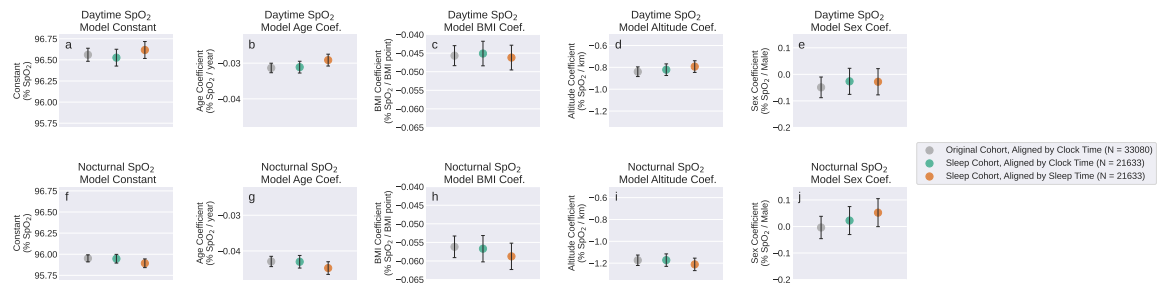 Daytime SpO2
Model Constant
a
96.75
96.50
96.25
96.00
95.75
Constant
(% SpO2)
Daytime SpO2
Model Age Coef.
b
−0.03
−0.04
Age Coefficient
(% SpO2 / year)
Daytime SpO2
Model BMI Coef.
c
−0.040
−0.045
−0.050
−0.055
−0.060
−0.065
BMI Coefficient
(% SpO2 / BMI point)
Daytime SpO2
Model Altitude Coef.
d
−0.6
−0.8
−1.0
−1.2
Altitude Coefficient
(% SpO2 / km)
Daytime SpO2
Model Sex Coef.
e
0.1
0.0
−0.1
−0.2
Sex Coefficient
(% SpO2 / Male)
Original Cohort, Aligned by Clock Time (N = 33080)
Sleep Cohort, Aligned by Clock Time (N = 21633)
Sleep Cohort, Aligned by Sleep Time (N = 21633)
Nocturnal SpO2
Model Constant
f
96.75
96.50
96.25
96.00
95.75
Constant
(% SpO2)
Nocturnal SpO2
Model Age Coef.
g
−0.03
−0.04
Age Coefficient
(% SpO2 / year)
Nocturnal SpO2
Model BMI Coef.
h
−0.040
−0.045
−0.050
−0.055
−0.060
−0.065
BMI Coefficient
(% SpO2 / BMI point)
Nocturnal SpO2
Model Altitude Coef.
i
−0.6
−0.8
−1.0
−1.2
Altitude Coefficient
(% SpO2 / km)
Nocturnal SpO2
Model Sex Coef.
j
0.1
0.0
−0.1
−0.2
Sex Coefficient
(% SpO2 / Male)